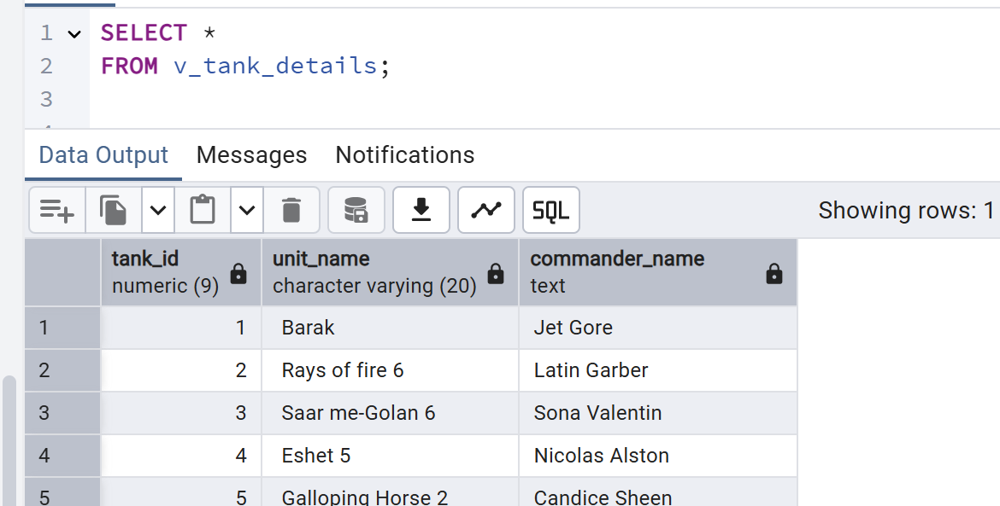 1 SELECT *
2 FROM v_tank_details;
3
Data Output Messages Notifications
SQL Showing rows: 1
tank_id unit_name commander_name
numeric (9) character varying (20) text
1 1 Barak Jet Gore
2 2 Rays of fire 6 Latin Garber
3 3 Saar me-Golan 6 Sona Valentin
4 4 Eshet 5 Nicolas Alston
5 5 Galloping Horse 2 Candice Sheen